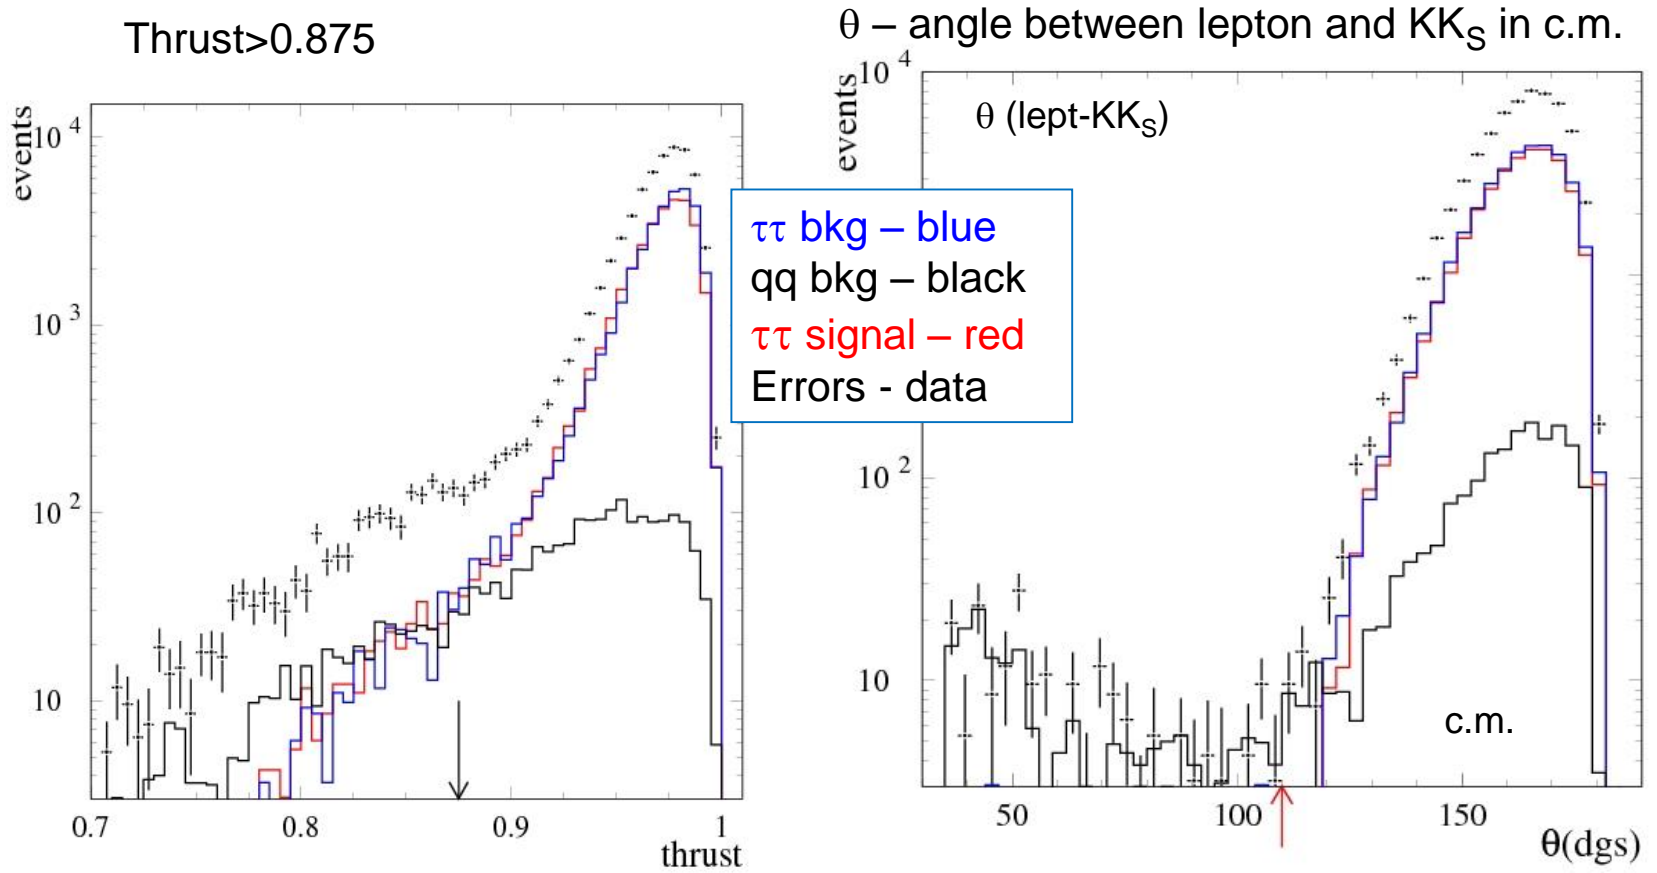 Thrust>0.875
θ – angle between lepton and KKS in c.m.
events
10 4
10 3
10 2
10
0.7
0.8
0.9
1
thrust
ττ bkg – blue
qq bkg – black
ττ signal – red
Errors - data
events
10 4
10 2
10
θ (lept-KKS)
c.m.
50
100
150
θ(dgs)